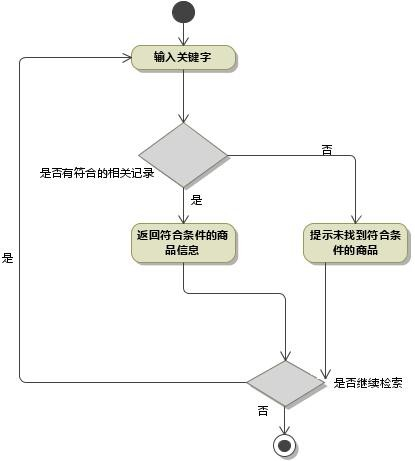 输入关键字
否
是否有符合的相关记录
是
返回符合条件的商
品信息
提示未找到符合条
件的商品
是
是否继续检索
否